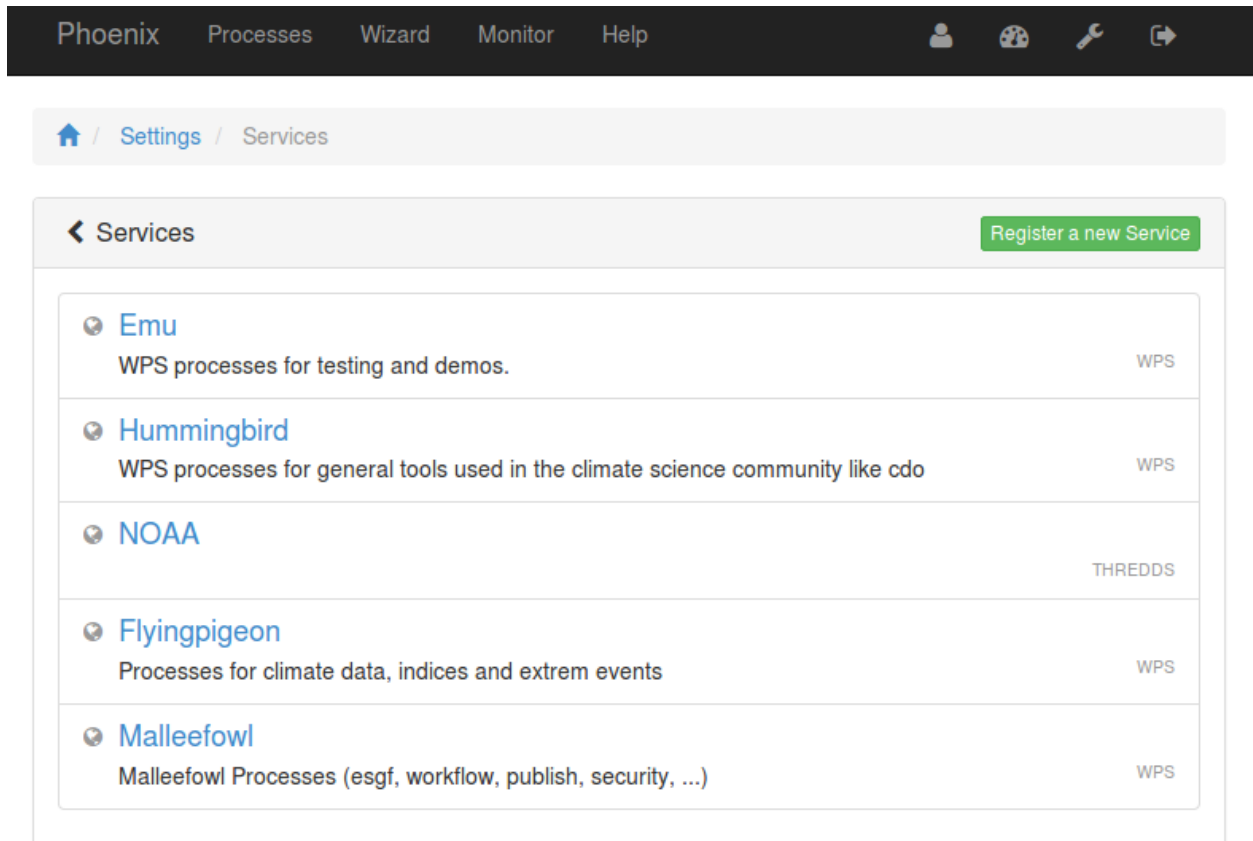 Phoenix Processes Wizard Monitor Help
/ Settings / Services
Services Register a new Service
Emu
WPS processes for testing and demos. WPS
Hummingbird
WPS processes for general tools used in the climate science community like cdo WPS
NOAA
THREDDS
Flyingpigeon
Processes for climate data, indices and extrem events WPS
Malleefowl
Malleefowl Processes (esgf, workflow, publish, security, ...) WPS